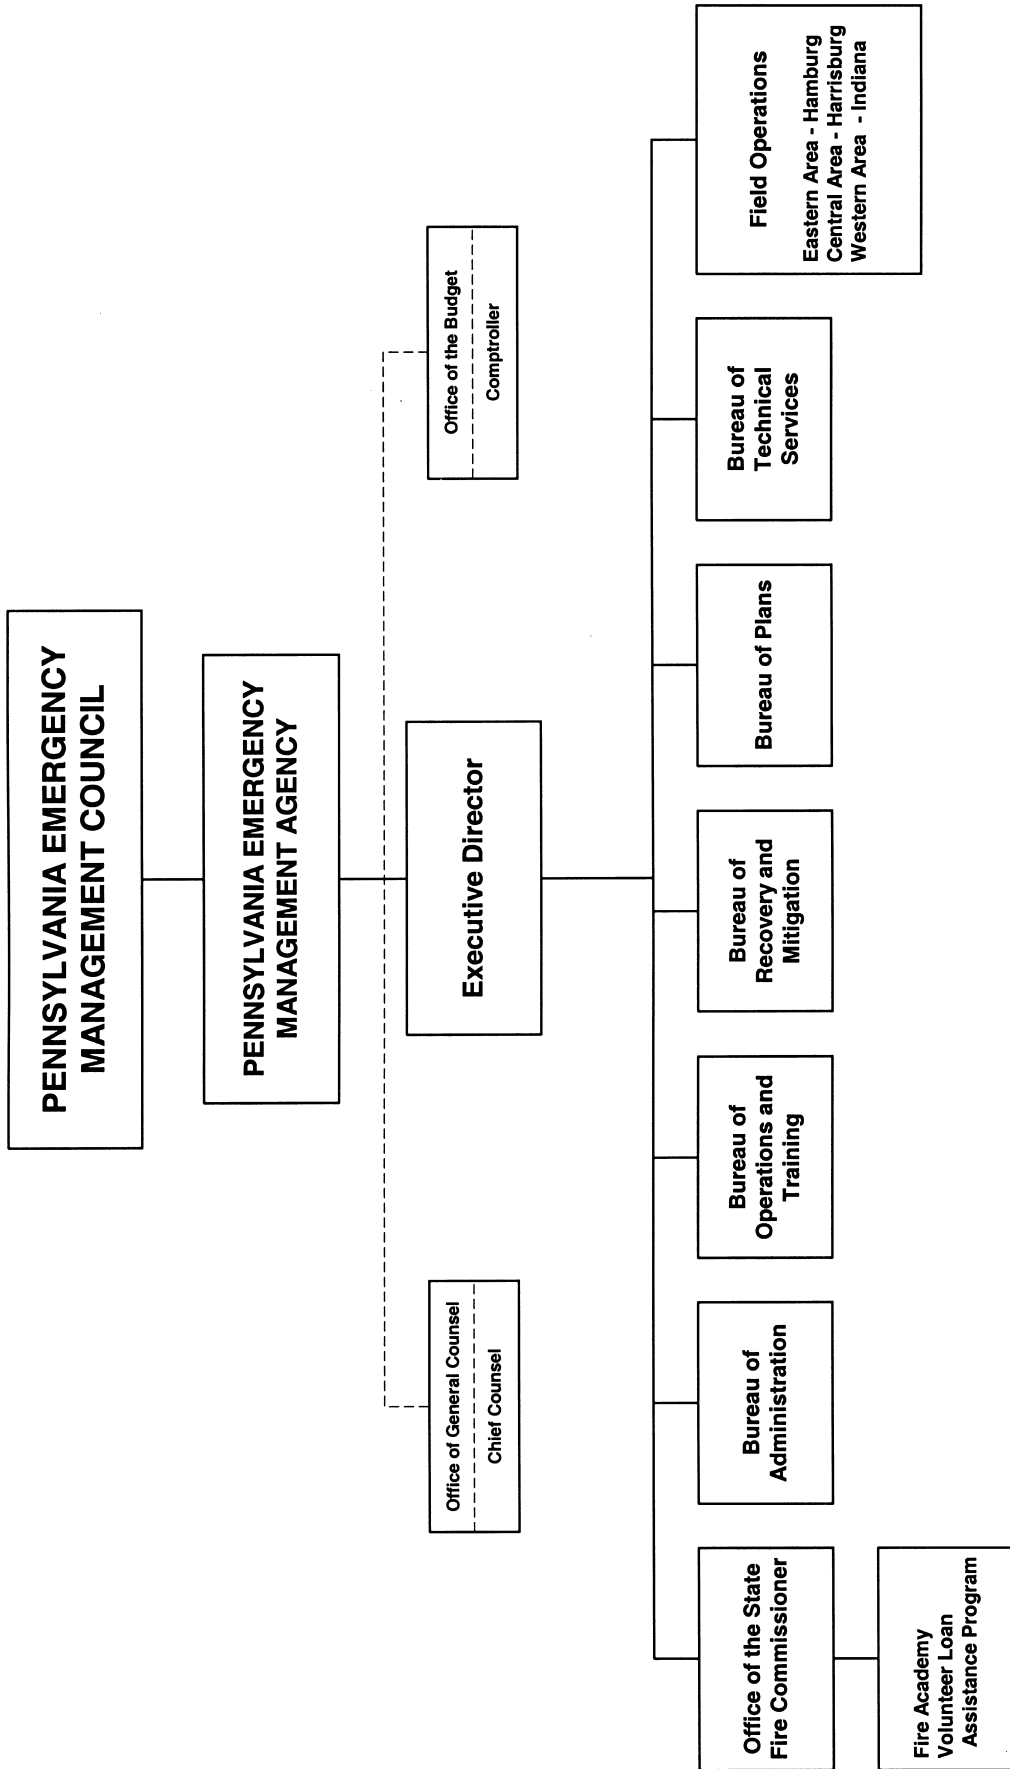 PENNSYLVANIA EMERGENCY
MANAGEMENT COUNCIL
PENNSYLVANIA EMERGENCY
MANAGEMENT AGENCY
Office of General Counsel
Chief Counsel
Executive Director
Office of the Budget
Comptroller
Office of the State
Fire Commissioner
Bureau of
Administration
Bureau of
Operations and
Training
Bureau of
Recovery and
Mitigation
Bureau of Plans
Bureau of
Technical
Services
Field Operations
Eastern Area - Hamburg
Central Area - Harrisburg
Western Area - Indiana
Fire Academy
Volunteer Loan
Assistance Program